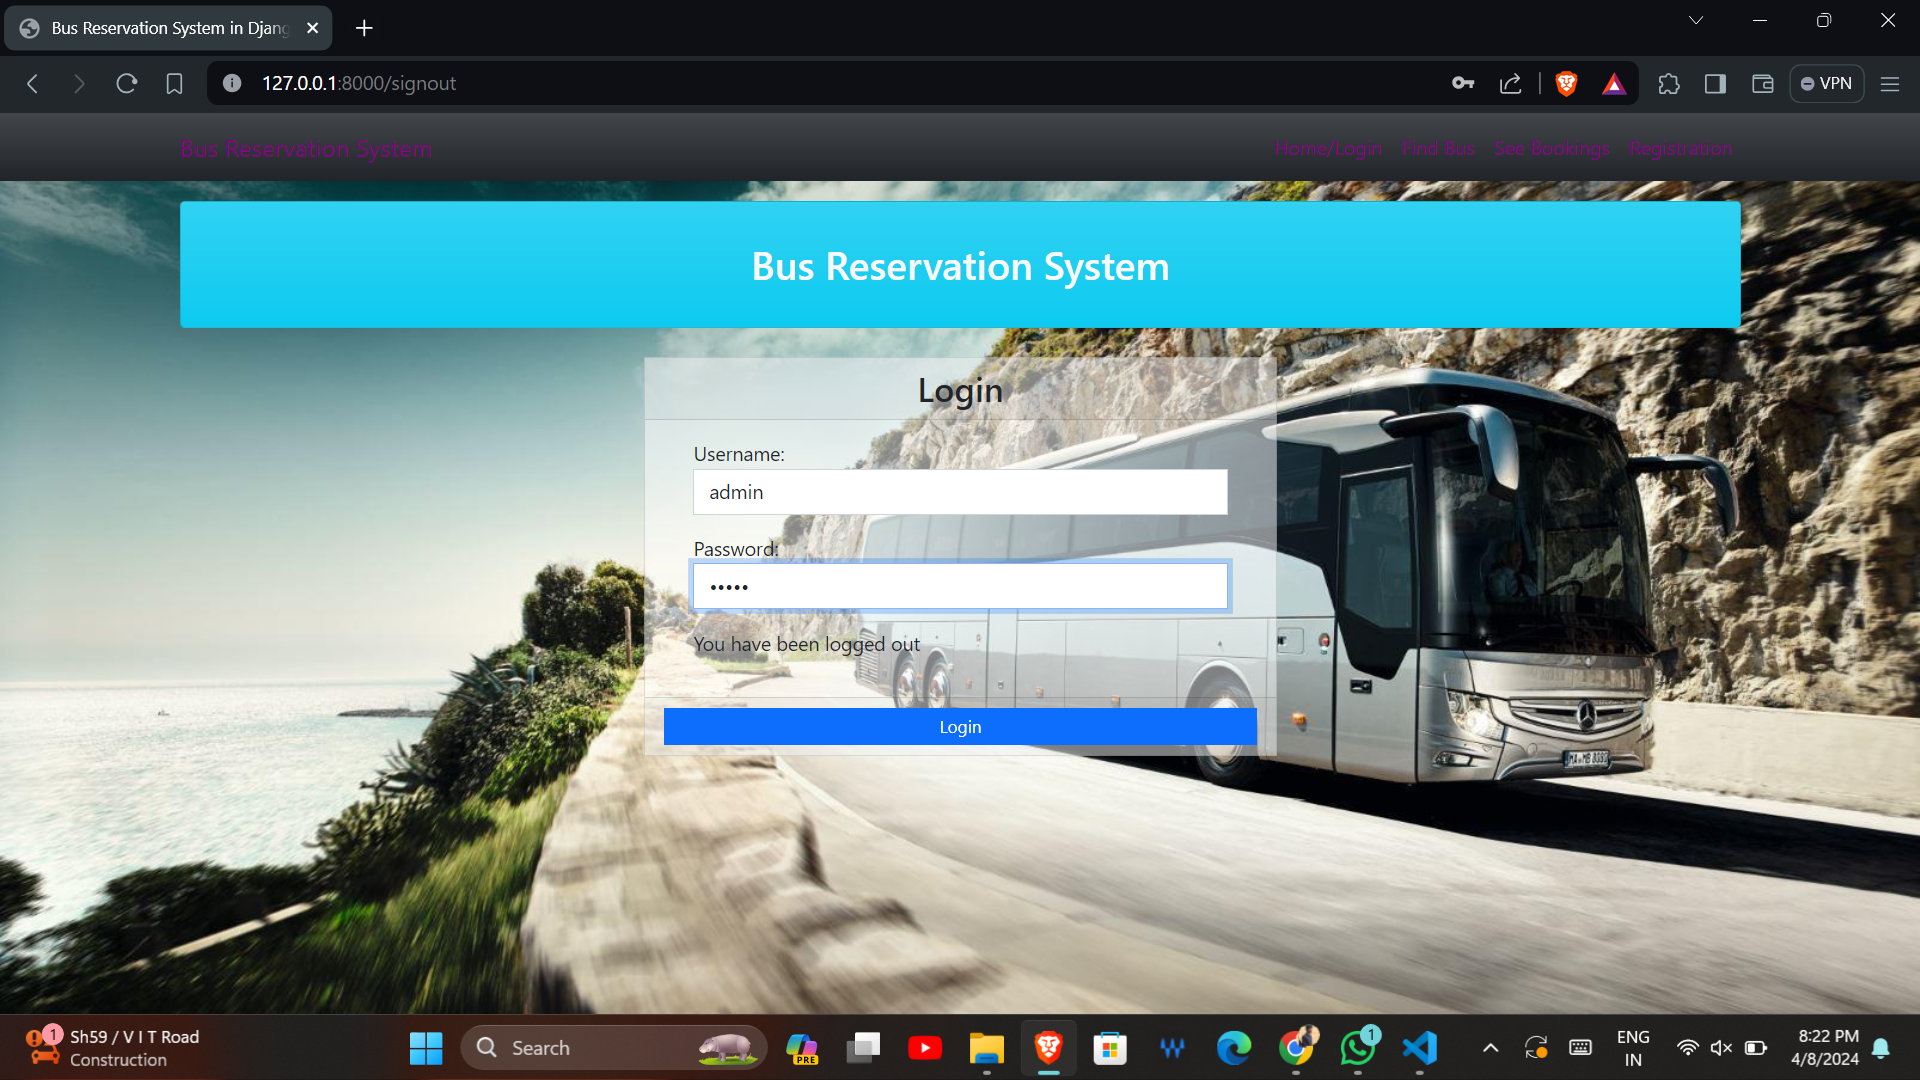 Bus Reservation System in Djang
127.0.0.1:8000/signout
VPN
Bus Reservation System
Home/Login Find Bus See Bookings Registration
Bus Reservation System
Login
Username:
admin
Password:
•••••
You have been logged out
Login
1
Sh59 / V I T Road
Construction
Search
PRE
1
ENG
IN
8:22 PM
4/8/2024